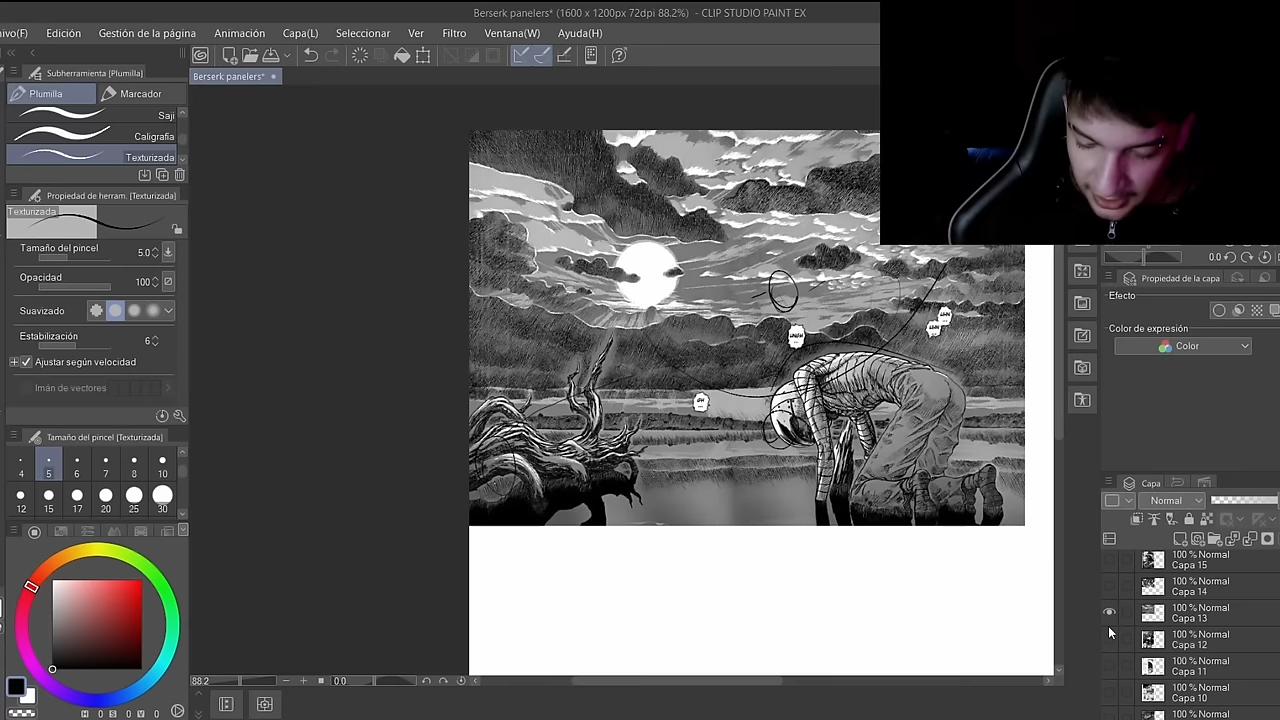 Berserk panelers* (1600 x 1200px 72dpi 88.2%) - CLIP STUDIO PAINT EX
ivo(F) Edición Gestión de la página Animación Capa(L) Seleccionar Ver Filtro Ventana(W) Ayuda(H)
Subherramienta [Plumilla]
Berserk panelers*
Plumilla Marcador
Saji
Caligrafía
Texturizada
Propiedad de herram. [Texturizada]
Texturizada
Tamaño del pincel 5.0
Opacidad 100
Suavizado
Estabilización 6
Ajustar según velocidad
Imán de vectores
Tamaño del pincel [Texturizada]
4 5 6 7 8 10
12 15 17 20 25 30
H 0 S 0 V 0
88.2 0.0
0.0
Propiedad de la capa
Efecto
Color de expresión
Color
Capa
Normal
100 % Normal
Capa 15
100 % Normal
Capa 14
100 % Normal
Capa 13
100 % Normal
Capa 12
100 % Normal
Capa 11
100 % Normal
Capa 10
100 % Normal